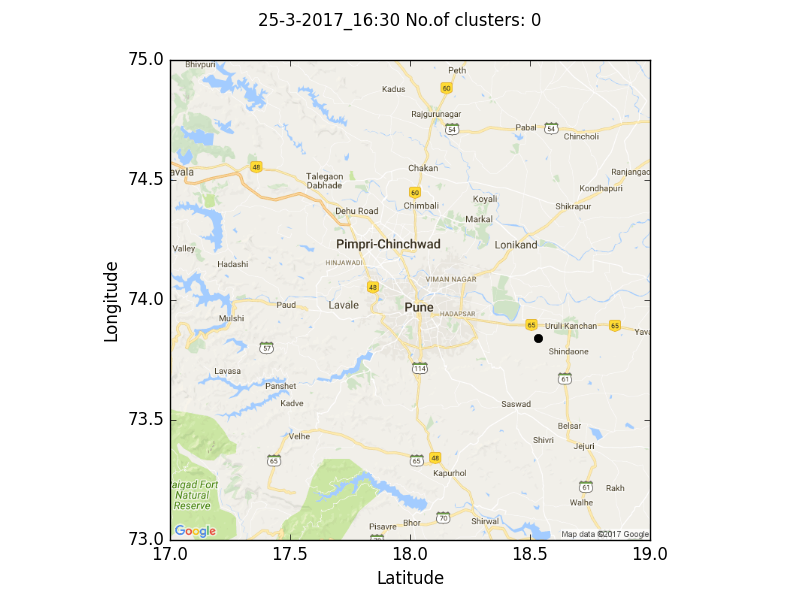 25-3-2017_16:30 No.of clusters: 0
75.0
74.5
74.0
73.5
73.0
Longitude
17.0
17.5
18.0
18.5
19.0
Latitude
Bhivpuri
Peth
Kadus
60
Rajgurunagar
54
Pabal
54
Chincholi
avala
48
Chakan
Ranjangao
Talegaon
Dabhade
60
Kondhapuri
Chimbali
Koyali
Shikrapur
Dehu Road
Markal
Pimpri-Chinchwad
Lonikand
Valley
Hadashi
HINJAWADI
VIMAN NAGAR
48
Paud
Lavale
Pune
HADAPSAR
Mulshi
65
Uruli Kanchan
65
Yava
57
Shindaone
Lavasa
114
61
Panshet
Kadve
Saswad
Velhe
Belsar
Shivri
Jejuri
65
65
48
Kapurhol
aigad Fort
Natural
Reserve
61
Rakh
Walhe
Bhor
70
Shirwal
Pisavre
Google
Map data ©2017 Google